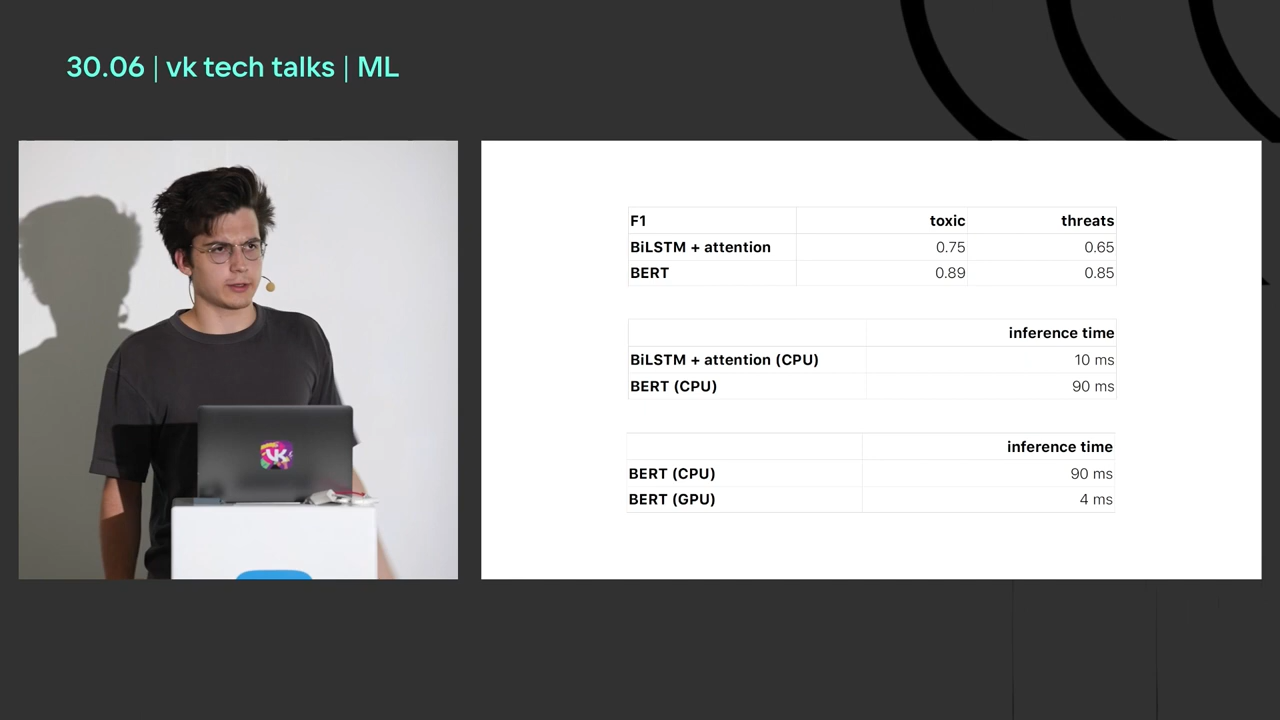 30.06 | vk tech talks | ML
F1 toxic threats
BiLSTM + attention 0.75 0.65
BERT 0.89 0.85
inference time
BiLSTM + attention (CPU) 10 ms
BERT (CPU) 90 ms
inference time
BERT (CPU) 90 ms
BERT (GPU) 4 ms
VK